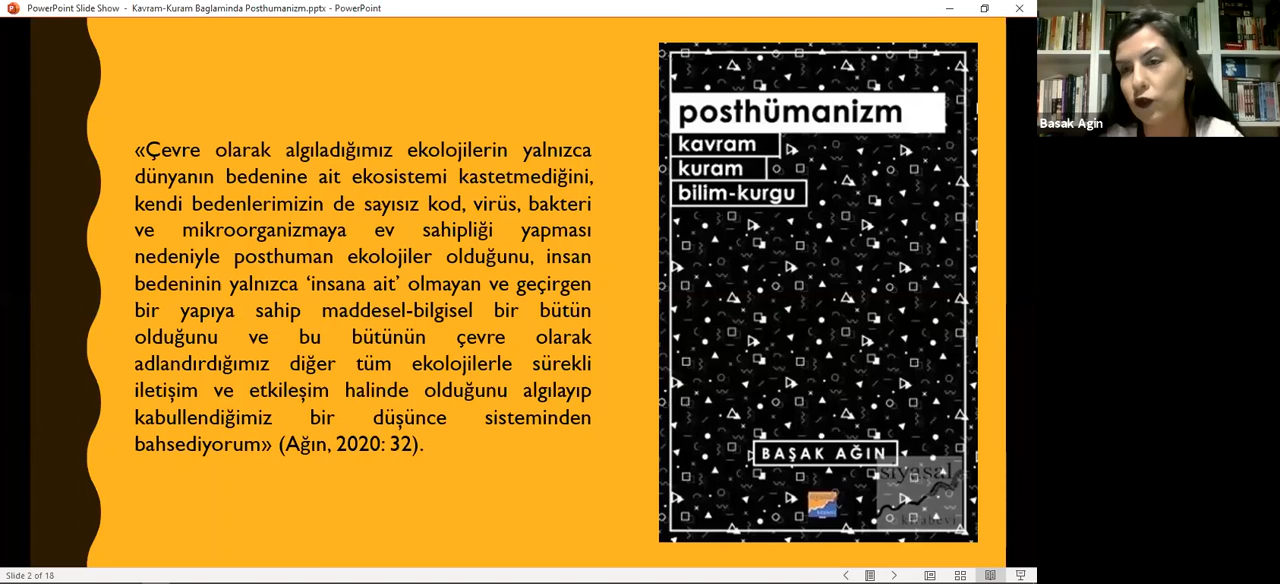 PowerPoint Slide Show - Kavram-Kuram Baglaminda Posthumanizm.pptx - PowerPoint
«Çevre olarak algıladığımız ekolojilerin yalnızca
dünyanın bedenine ait ekosistemi kastetmediğini,
kendi bedenlerimizin de sayısız kod, virüs, bakteri
ve mikroorganizmaya ev sahipliği yapması
nedeniyle posthuman ekolojiler olduğunu, insan
bedeninin yalnızca ‘insana ait’ olmayan ve geçirgen
bir yapıya sahip maddesel-bilgisel bir bütün
olduğunu ve bu bütünün çevre olarak
adlandırdığımız diğer tüm ekolojilerle sürekli
iletişim ve etkileşim halinde olduğunu algılayıp
kabullendiğimiz bir düşünce sisteminden
bahsediyorum» (Ağın, 2020: 32).
posthümanizm
kavram
kuram
bilim-kurgu
BAŞAK AĞIN
siyasal
kitabevi
Basak Agin
Slide 2 of 18